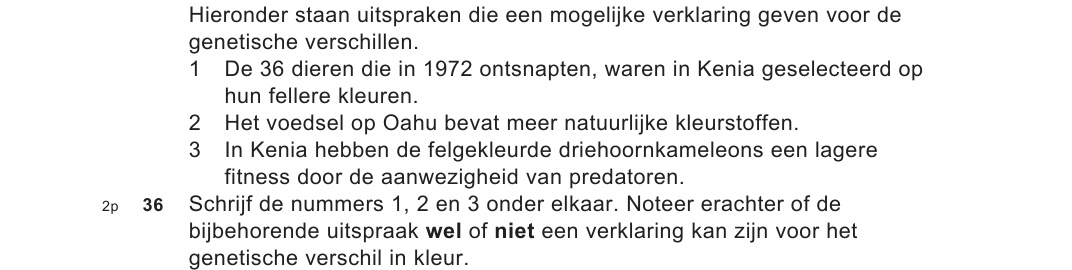 Hieronder staan uitspraken die een mogelijke verklaring geven voor de
genetische verschillen.
1 De 36 dieren die in 1972 ontsnapten, waren in Kenia geselecteerd op
hun fellere kleuren.
2 Het voedsel op Oahu bevat meer natuurlijke kleurstoffen.
3 In Kenia hebben de felgekleurde driehoornkameleons een lagere
fitness door de aanwezigheid van predatoren.
2p 36 Schrijf de nummers 1, 2 en 3 onder elkaar. Noteer erachter of de
bijbehorende uitspraak wel of niet een verklaring kan zijn voor het
genetische verschil in kleur.